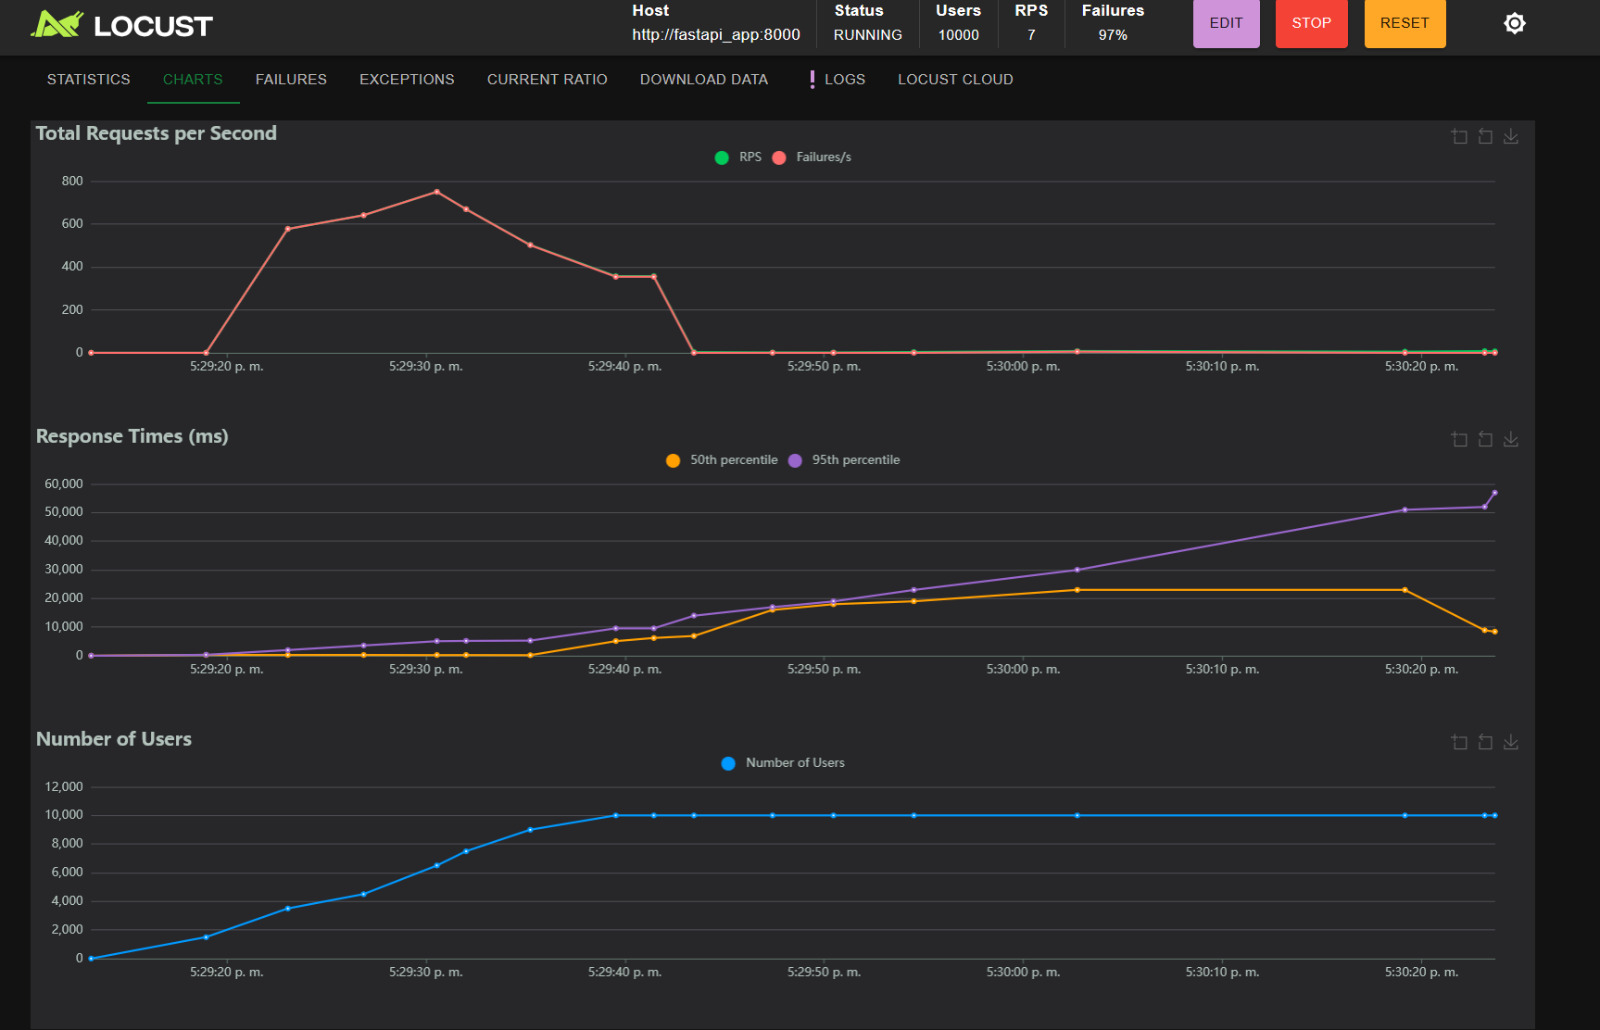 LOCUST
Host
http://fastapi_app:8000
Status
RUNNING
Users
10000
RPS
7
Failures
97%
EDIT
STOP
RESET
STATISTICS CHARTS FAILURES EXCEPTIONS CURRENT RATIO DOWNLOAD DATA LOGS LOCUST CLOUD
Total Requests per Second
RPS Failures/s
800
600
400
200
0
5:29:20 p. m. 5:29:30 p. m. 5:29:40 p. m. 5:29:50 p. m. 5:30:00 p. m. 5:30:10 p. m. 5:30:20 p. m.
Response Times (ms)
50th percentile 95th percentile
60,000
50,000
40,000
30,000
20,000
10,000
0
5:29:20 p. m. 5:29:30 p. m. 5:29:40 p. m. 5:29:50 p. m. 5:30:00 p. m. 5:30:10 p. m. 5:30:20 p. m.
Number of Users
Number of Users
12,000
10,000
8,000
6,000
4,000
2,000
0
5:29:20 p. m. 5:29:30 p. m. 5:29:40 p. m. 5:29:50 p. m. 5:30:00 p. m. 5:30:10 p. m. 5:30:20 p. m.